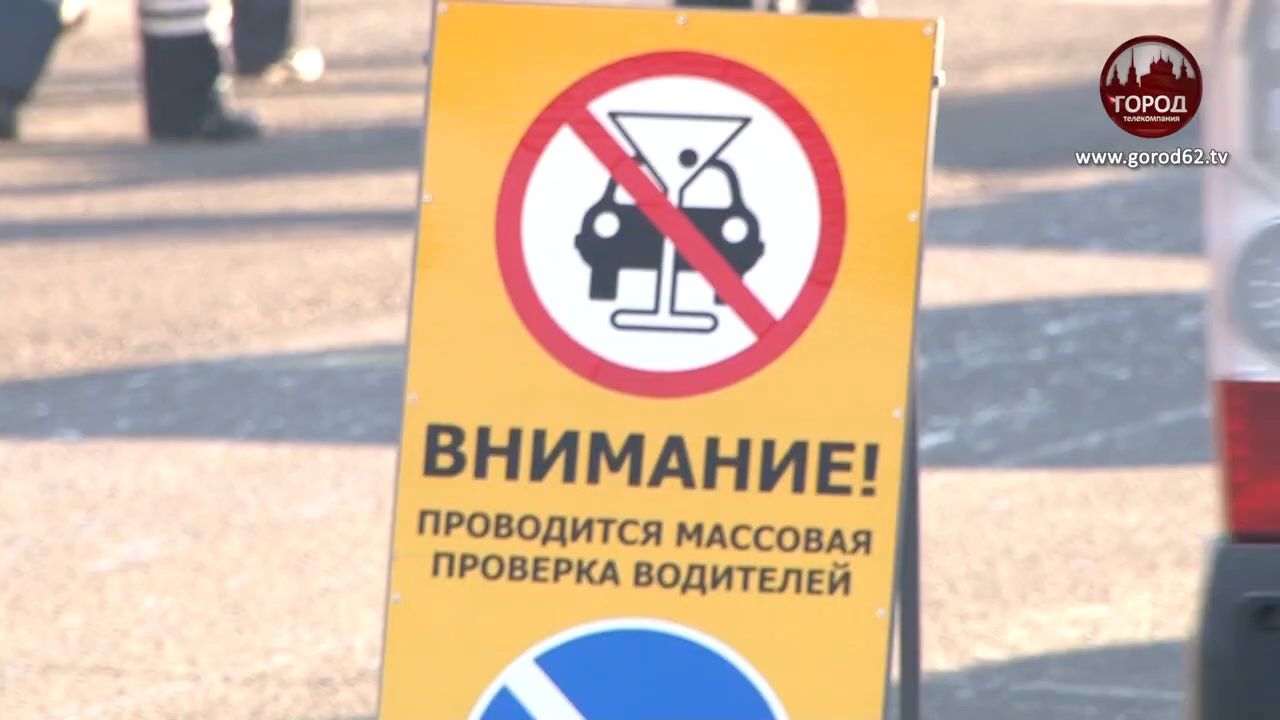 ГОРОД
телекомпания
www.gorod62.tv
ВНИМАНИЕ!
ПРОВОДИТСЯ МАССОВАЯ
ПРОВЕРКА ВОДИТЕЛЕЙ